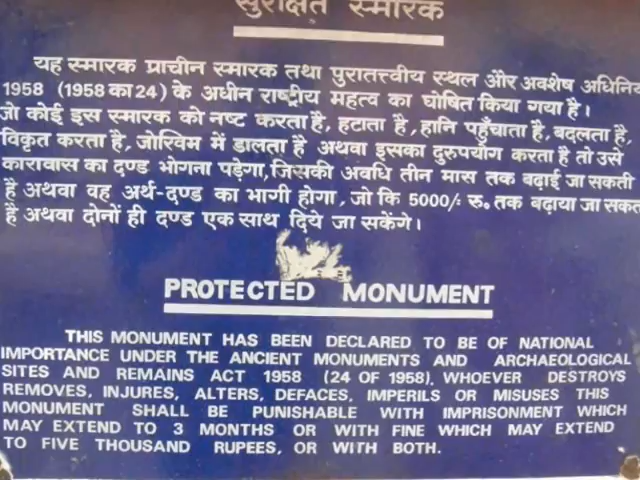 सुरक्षित स्मारक
यह स्मारक प्राचीन स्मारक तथा पुरातत्त्वीय स्थल और अवशेष अधिनि
1958 (1958 का 24) के अधीन राष्ट्रीय महत्व का घोषित किया गया है।
जो कोई इस स्मारक को नष्ट करता है, हटाता है, हानि पहुँचाता है, बदलता है,
विकृत करता है, जोखिम में डालता है अथवा इसका दुरुपयोग करता है तो उसे
कारावास का दण्ड भोगना पड़ेगा, जिसकी अवधि तीन मास तक बढ़ाई जा सकती
है अथवा वह अर्थ-दण्ड का भागी होगा, जो कि 5000/- रु. तक बढ़ाया जा सकत
है अथवा दोनों ही दण्ड एक साथ दिये जा सकेंगे।
PROTECTED MONUMENT
THIS MONUMENT HAS BEEN DECLARED TO BE OF NATIONAL
IMPORTANCE UNDER THE ANCIENT MONUMENTS AND ARCHAEOLOGICAL
SITES AND REMAINS ACT 1958 (24 OF 1958). WHOEVER DESTROYS
REMOVES, INJURES, ALTERS, DEFACES, IMPERILS OR MISUSES THIS
MONUMENT SHALL BE PUNISHABLE WITH IMPRISONMENT WHICH
MAY EXTEND TO 3 MONTHS OR WITH FINE WHICH MAY EXTEND
TO FIVE THOUSAND RUPEES, OR WITH BOTH.